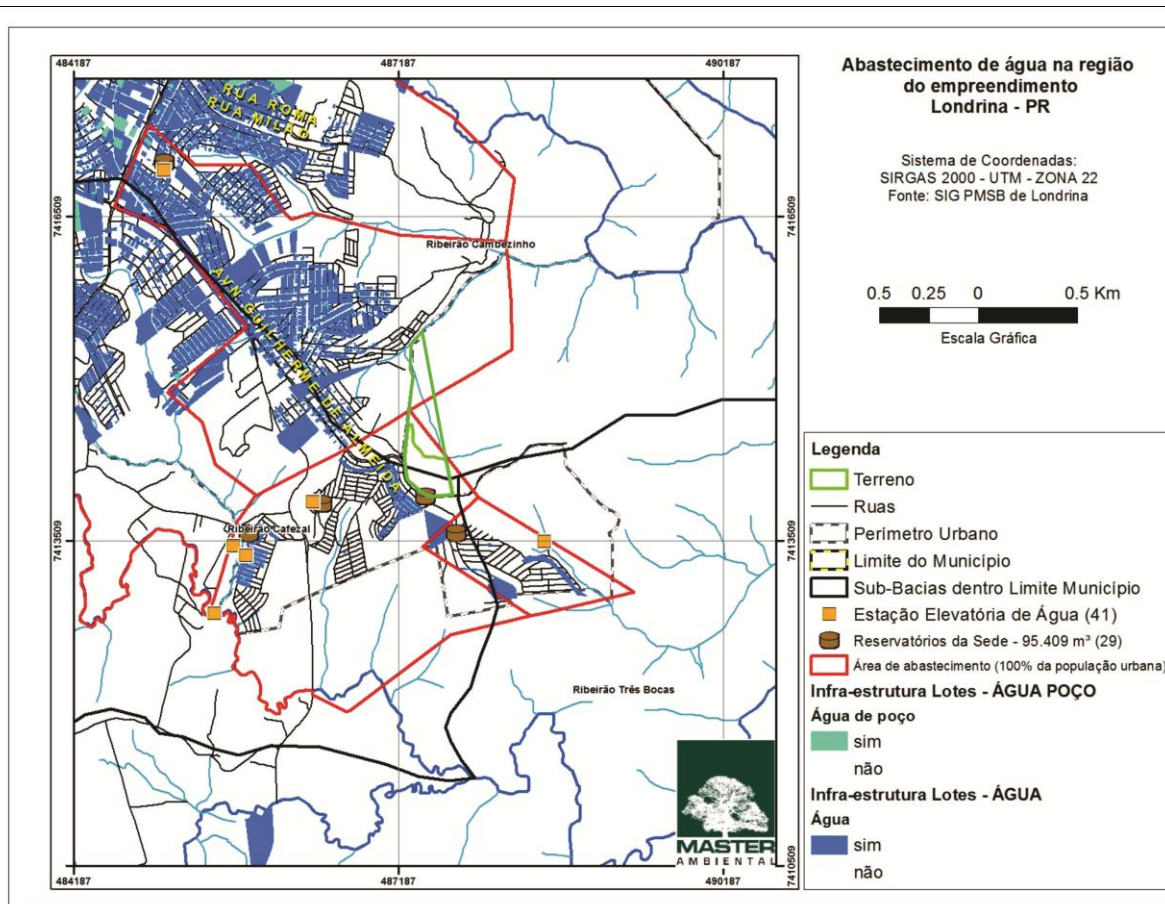 484187
487187
490187
Abastecimento de água na região
do empreendimento
Londrina - PR
Sistema de Coordenadas:
SIRGAS 2000 - UTM - ZONA 22
Fonte: SIG PMSB de Londrina
0.5 0.25 0 0.5 Km
Escala Gráfica
RUA ROMA
RUA MILÃO
7416509
7416509
Ribeirão Cambezinho
AVN GUILHERME DE ALMEIDA
7413509
7413509
Ribeirão Cafezal
Ribeirão Três Bocas
MASTER
AMBIENTAL
7410509
484187
487187
490187
Legenda
Terreno
Ruas
Perimetro Urbano
Limite do Município
Sub-Bacias dentro Limite Município
Estação Elevatória de Água (41)
Reservatórios da Sede - 95.409 m³ (29)
Área de abastecimento (100% da população urbana)
Infra-estrutura Lotes - ÁGUA POÇO
Água de poço
sim
não
Infra-estrutura Lotes - ÁGUA
Água
sim
não